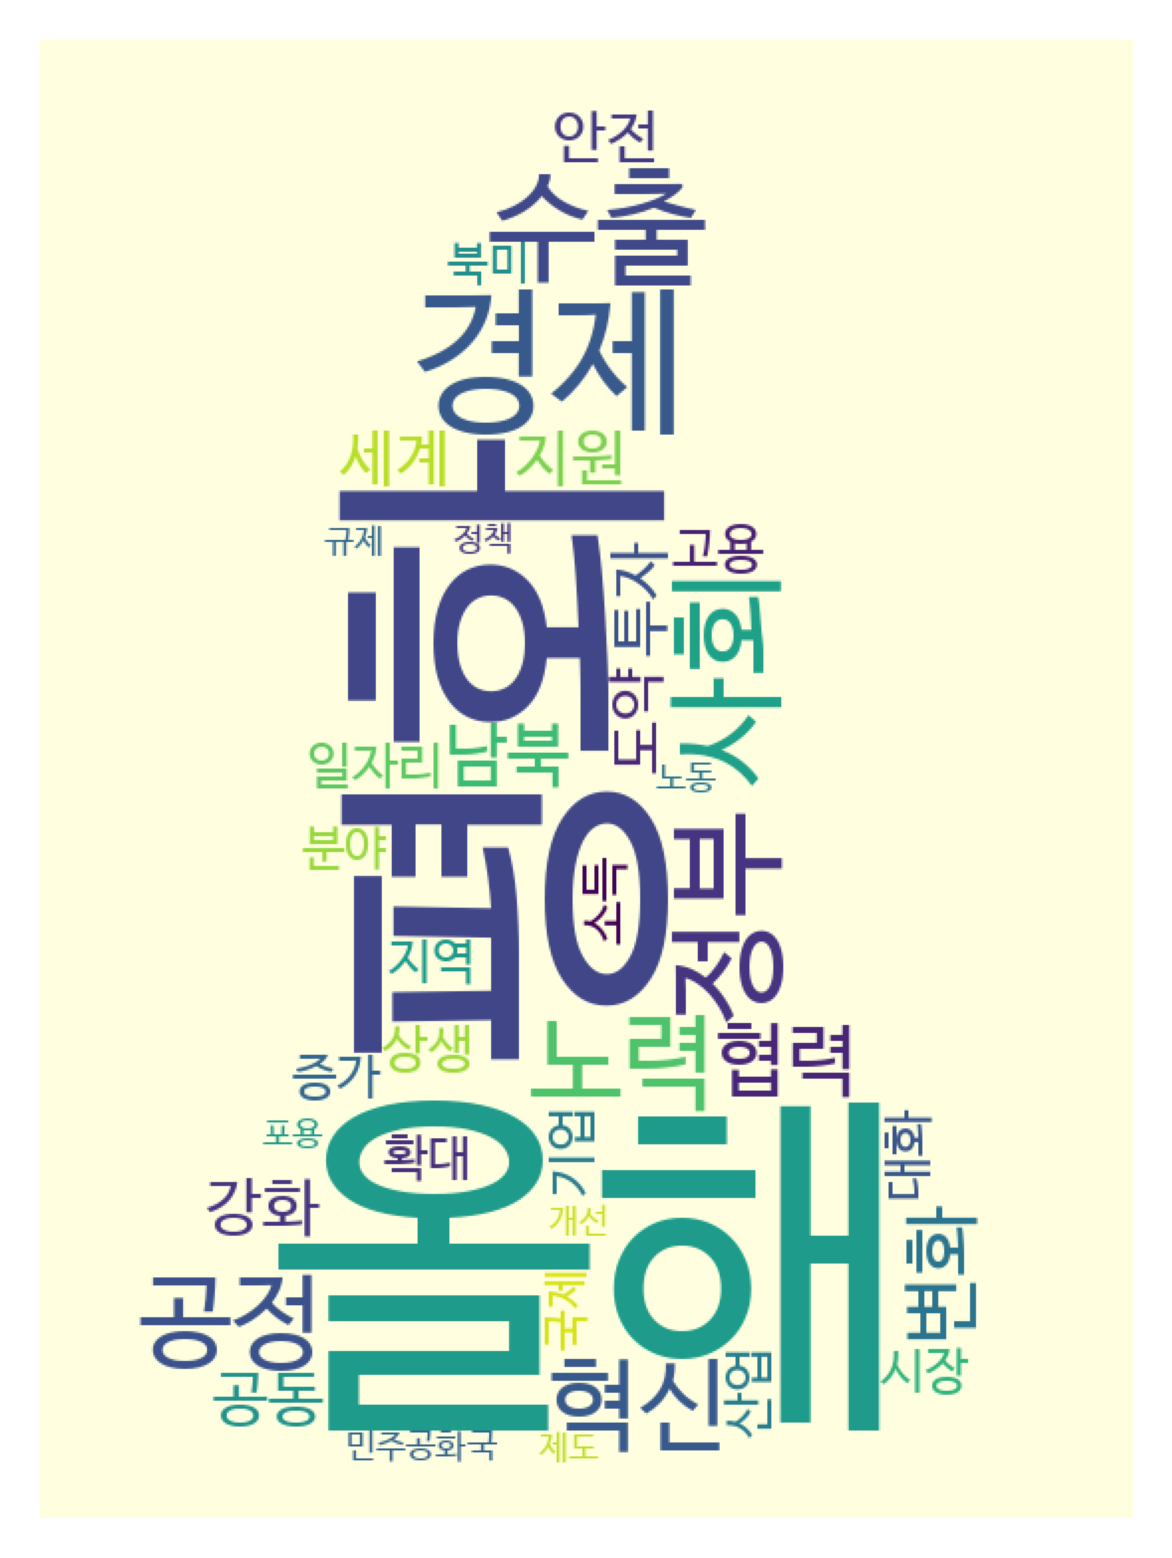 안전
수출
북미
경제
세계
지원
규제
정책
고용
투자
평화
사회
도약
남북
일자리
노동
분야
소득
정부
지역
노력
협력
상생
증가
올해
포용
확대
기업
대화
강화
개선
변화
공정
국제
혁신
산업
시장
공동
민주공화국
제도